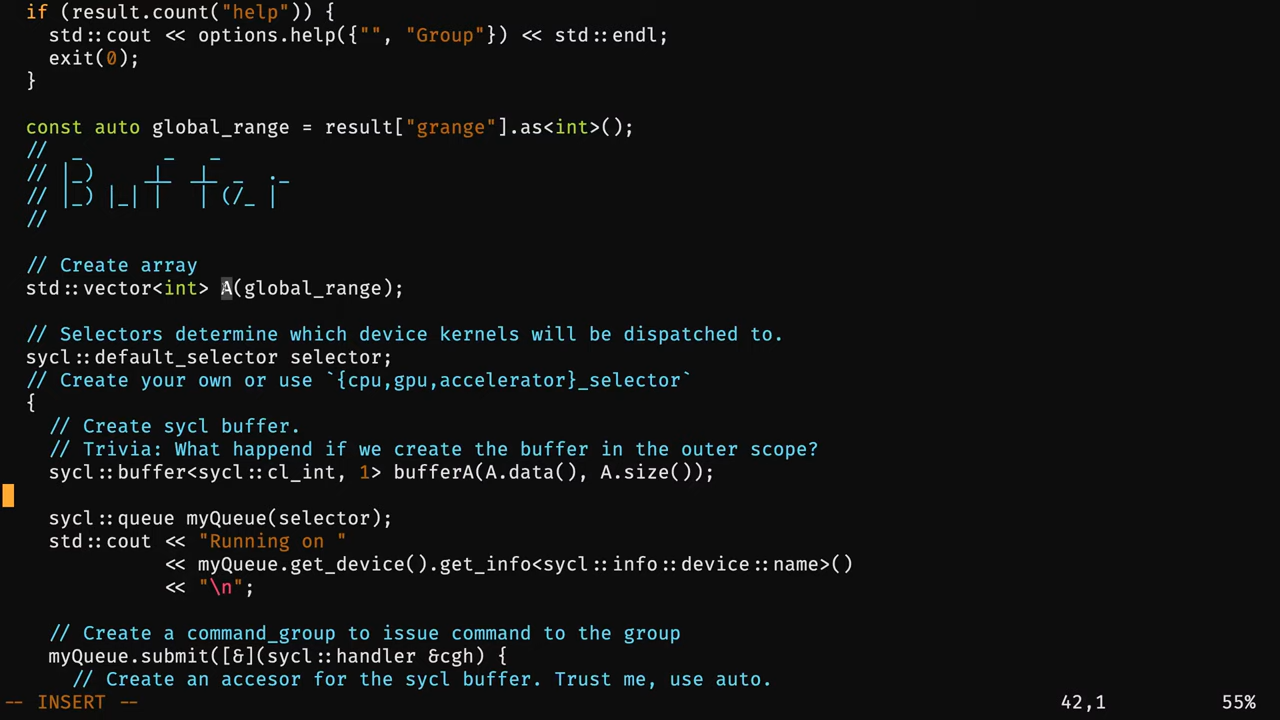 if (result.count("help")) {
  std::cout << options.help({"", "Group"}) << std::endl;
  exit(0);
}

const auto global_range = result["grange"].as<int>();
//  _       _   _
// |_)     _|_ _|_ _  ._
// |_) |_|  |   | (/_ |
//

// Create array
std::vector<int> A(global_range);

// Selectors determine which device kernels will be dispatched to.
sycl::default_selector selector;
// Create your own or use `{cpu,gpu,accelerator}_selector`
{
  // Create sycl buffer.
  // Trivia: What happend if we create the buffer in the outer scope?
  sycl::buffer<sycl::cl_int, 1> bufferA(A.data(), A.size());

  sycl::queue myQueue(selector);
  std::cout << "Running on "
            << myQueue.get_device().get_info<sycl::info::device::name>()
            << "\n";

  // Create a command_group to issue command to the group
  myQueue.submit([&](sycl::handler &cgh) {
    // Create an accesor for the sycl buffer. Trust me, use auto.
-- INSERT -- 42,1 55%